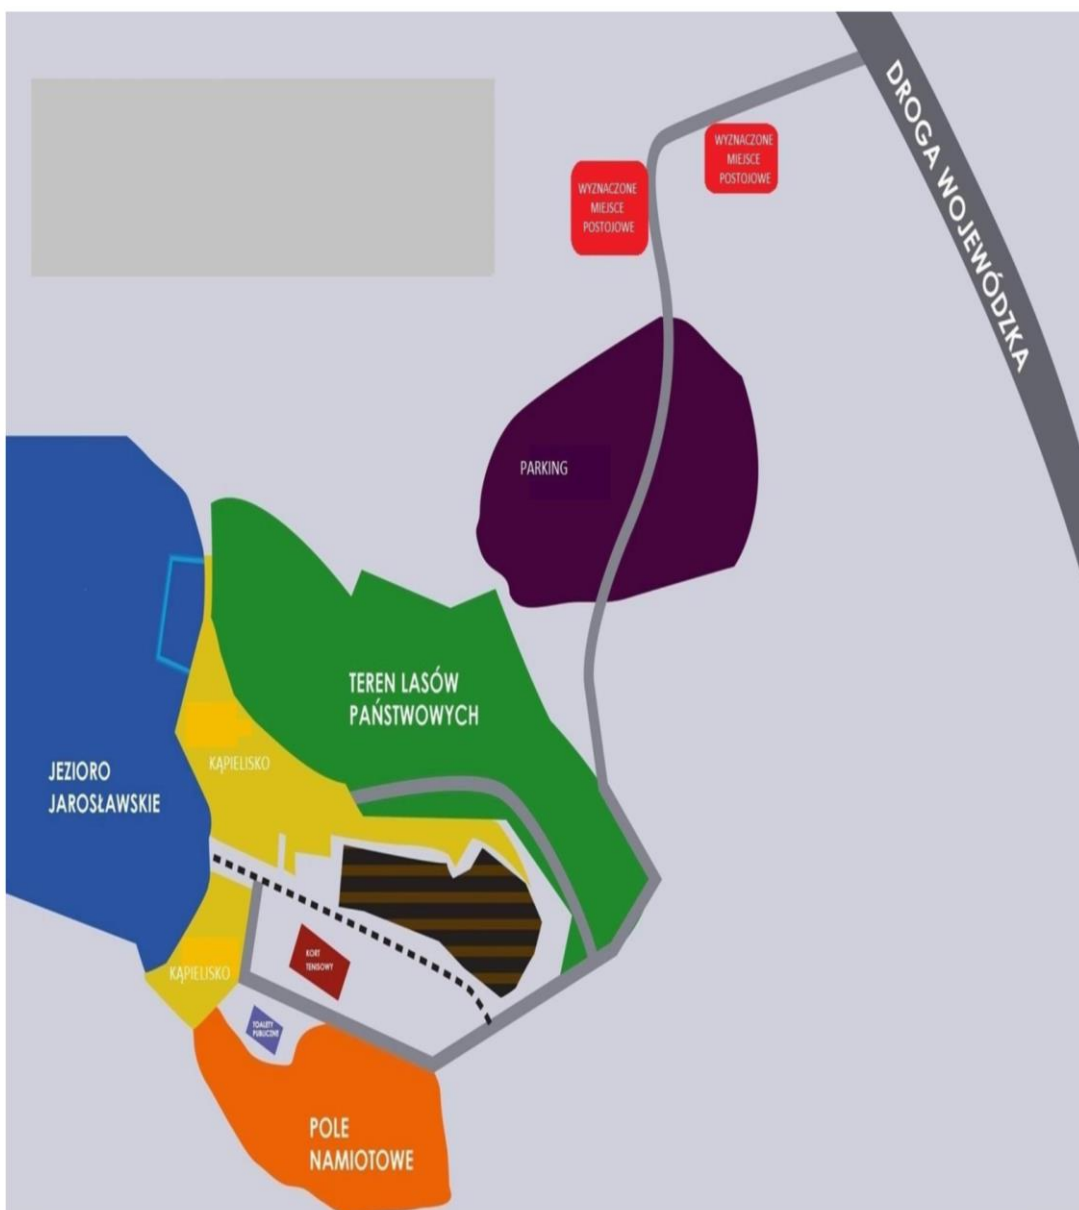 DROGA WOJEWÓDZKA
WYZNACZONE
MIEJSCE
POSTOJOWE
WYZNACZONE
MIEJSCE
POSTOJOWE
PARKING
TEREN LASÓW
PAŃSTWOWYCH
KĄPIELISKO
JEZIORO
JAROSŁAWSKIE
KORT
TENISOWY
KĄPIELISKO
TOALETY
PUBLICZNE
POLE
NAMIOTOWE